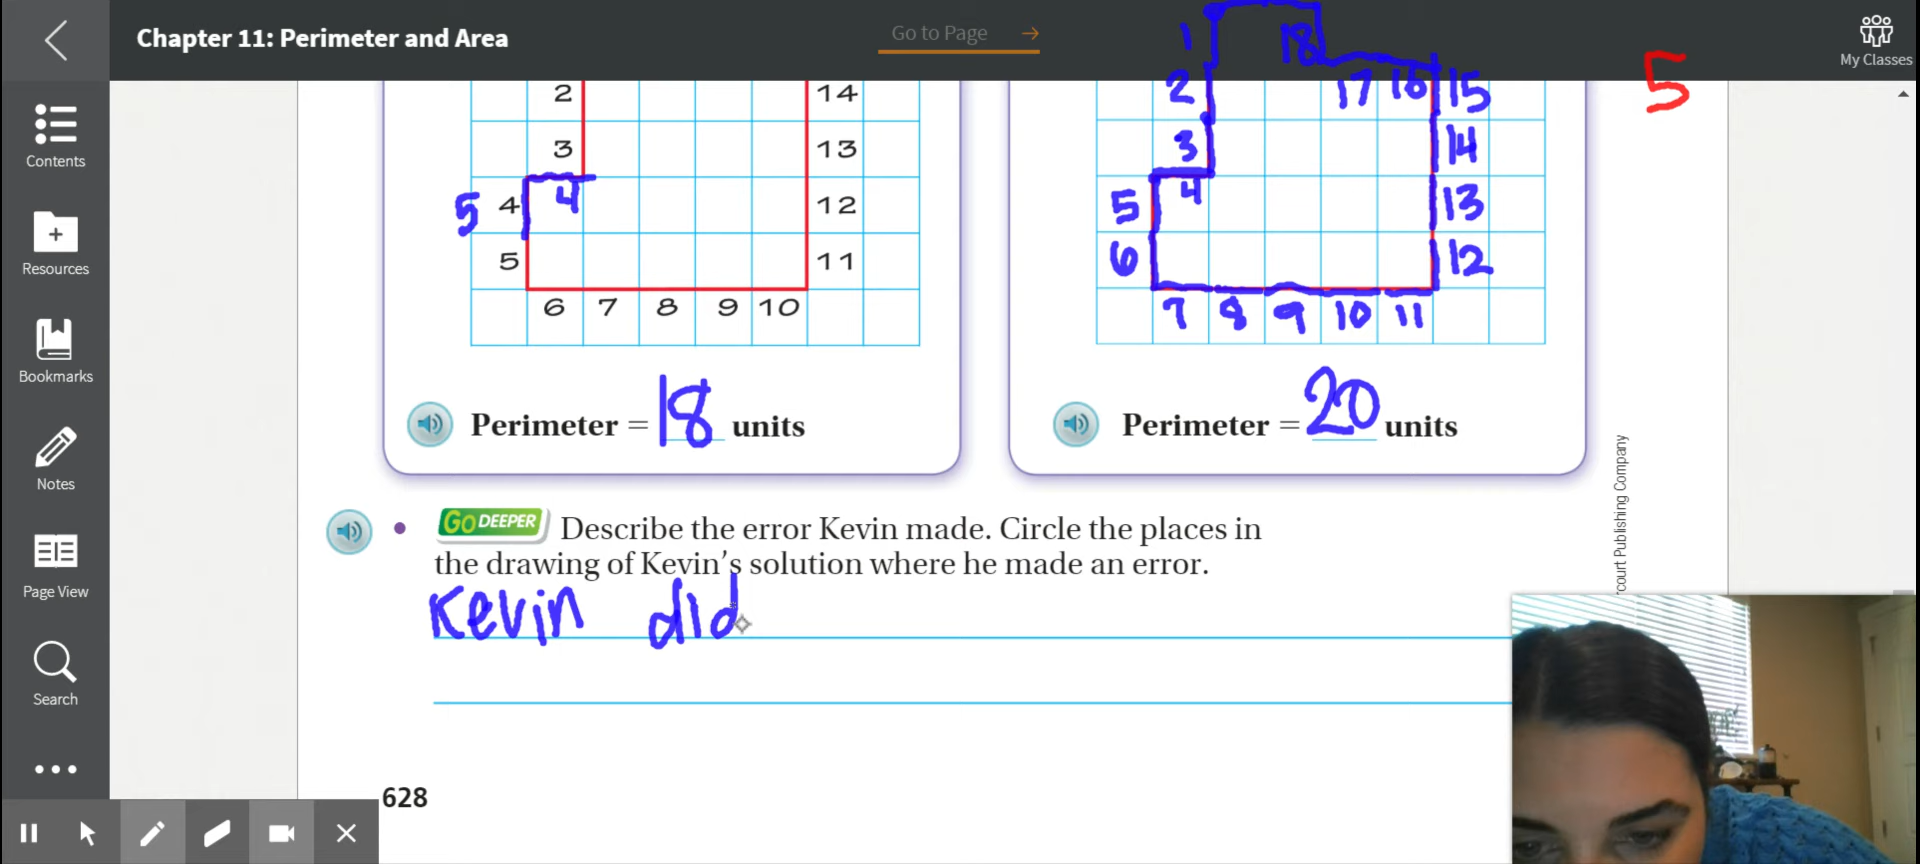 Chapter 11: Perimeter and Area
Go to Page →
My Classes
Contents
Resources
Bookmarks
Notes
Page View
Search
2
14
3
13
5 4 4
12
5
11
6 7 8 9 10
Perimeter = 18 units
1 18
2 17 16 15
3 14
5 4 13
6 12
7 8 9 10 11
Perimeter = 20 units
5
court Publishing Company
• GO DEEPER Describe the error Kevin made. Circle the places in
the drawing of Kevin's solution where he made an error.
Kevin did
628